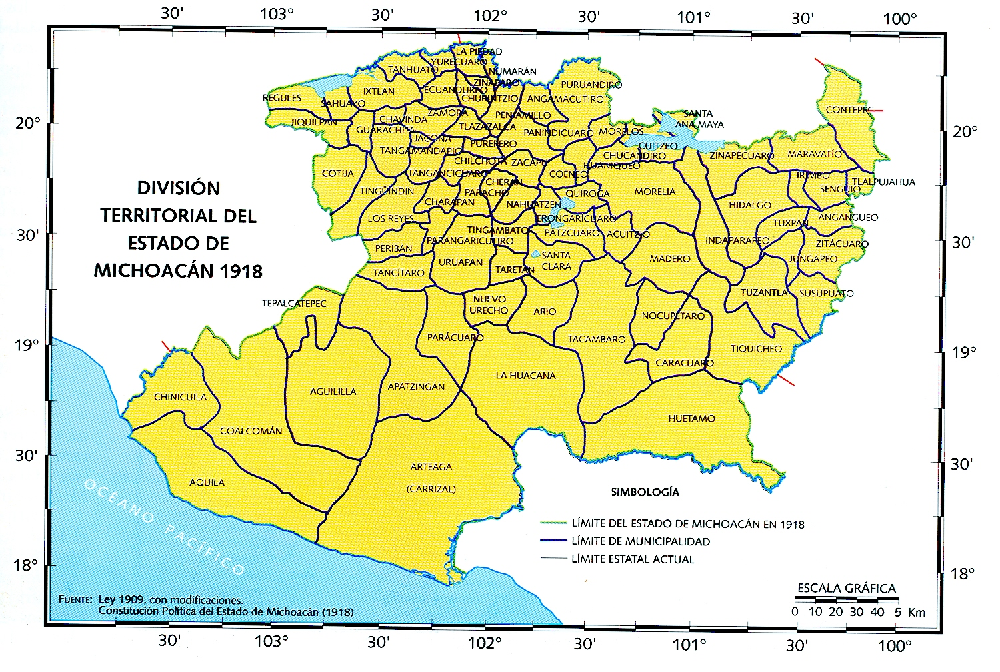 30'
103°
30'
102°
30'
101°
30'
100°
LA PIEDAD
YURECUARO
TANHUATO
NUMARÁN
ZINAPARO
PURUANDIRO
IXTLAN
ECUANDUREO
REGULES
CHURINTZIO
ANGAMACUTIRO
SAHUAYO
CONTEPEC
ZAMORA
PENJAMILLO
SANTA
ANA MAYA
20°
JIQUILPAN
CHAVINDA
TLAZAZALCA
GUARACHITA
PANINDICUARO
MORELOS
20°
JACONA
PUREPERO
CUITZEO
TANGAMANDAPIO
CHUCANDIRO
ZINAPÉCUARO
MARAVATÍO
CHILCHOTA
ZACAPU
HUANIQUEO
COTIJA
TANGANCICUARO
COENEO
IRIMBO
CHERAN
TLALPUJAHUA
DIVISIÓN
TERRITORIAL DEL
ESTADO DE
MICHOACÁN 1918
TINGÜINDIN
PARACHO
QUIROGA
MORELIA
SENGUIO
CHARAPAN
NAHUATZEN
HIDALGO
LOS REYES
ERONGARICUARO
ANGANGUEO
TUXPAN
30'
TINGAMBATO
PÁTZCUARO
ACUITZIO
PARANGARICUTIRO
INDAPARAPEO
30'
PERIBAN
ZITÁCUARO
SANTA
CLARA
MADERO
JUNGAPEO
URUAPAN
TARETAN
TANCÍTARO
TUZANTLA
SUSUPUATO
TEPALCATEPEC
NUEVO
URECHO
ARIO
NOCUPETARO
PARÁCUARO
TACAMBARO
19°
TIQUICHEO
19°
CARACUARO
LA HUACANA
APATZINGÁN
AGUILILLA
CHINICUILA
HUETAMO
COALCOMÁN
30'
30'
ARTEAGA
(CARRIZAL)
AQUILA
OCÉANO PACÍFICO
SIMBOLOGÍA
LÍMITE DEL ESTADO DE MICHOACÁN EN 1918
LÍMITE DE MUNICIPALIDAD
LÍMITE ESTATAL ACTUAL
18°
18°
ESCALA GRÁFICA
0 10 20 30 40 5 Km
FUENTE: Ley 1909, con modificaciones.
Constitución Política del Estado de Michoacán (1918)
30'
103°
30'
102°
30'
101°
30'
100°